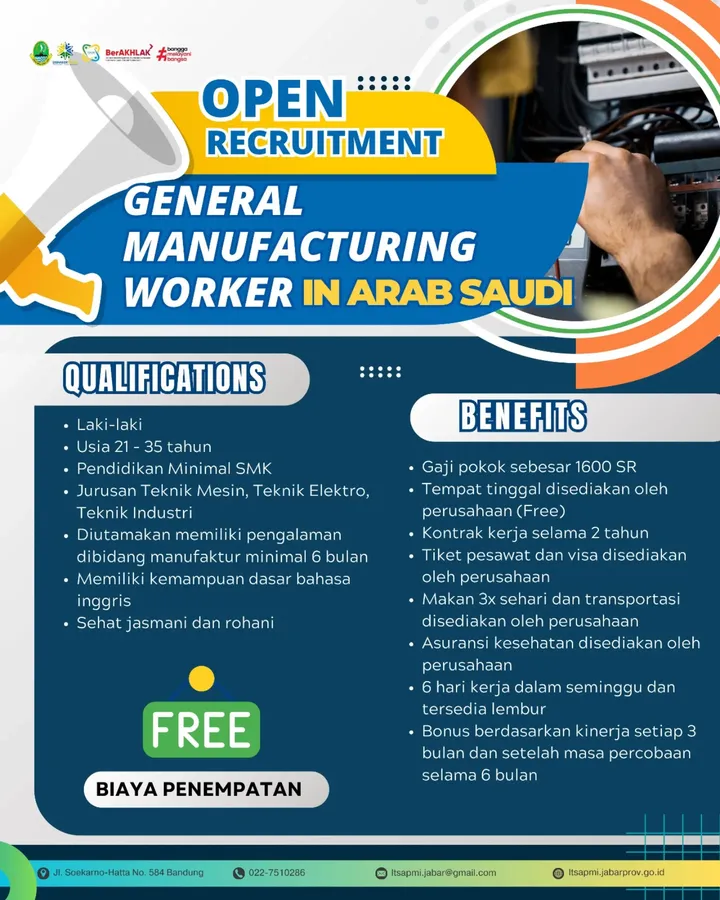 BerAKHLAK
#bangga
melayani
bangsa
OPEN
RECRUITMENT
GENERAL
MANUFACTURING
WORKER IN ARAB SAUDI
QUALIFICATIONS
• Laki-laki
• Usia 21 - 35 tahun
• Pendidikan Minimal SMK
• Jurusan Teknik Mesin, Teknik Elektro,
Teknik Industri
• Diutamakan memiliki pengalaman
dibidang manufaktur minimal 6 bulan
• Memiliki kemampuan dasar bahasa
inggris
• Sehat jasmani dan rohani
FREE
BIAYA PENEMPATAN
BENEFITS
• Gaji pokok sebesar 1600 SR
• Tempat tinggal disediakan oleh
perusahaan (Free)
• Kontrak kerja selama 2 tahun
• Tiket pesawat dan visa disediakan
oleh perusahaan
• Makan 3x sehari dan transportasi
disediakan oleh perusahaan
• Asuransi kesehatan disediakan oleh
perusahaan
• 6 hari kerja dalam seminggu dan
tersedia lembur
• Bonus berdasarkan kinerja setiap 3
bulan dan setelah masa percobaan
selama 6 bulan
Jl. Soekarno-Hatta No. 584 Bandung
022-7510286
ltsapmi.jabar@gmail.com
ltsapmi.jabarprov.go.id